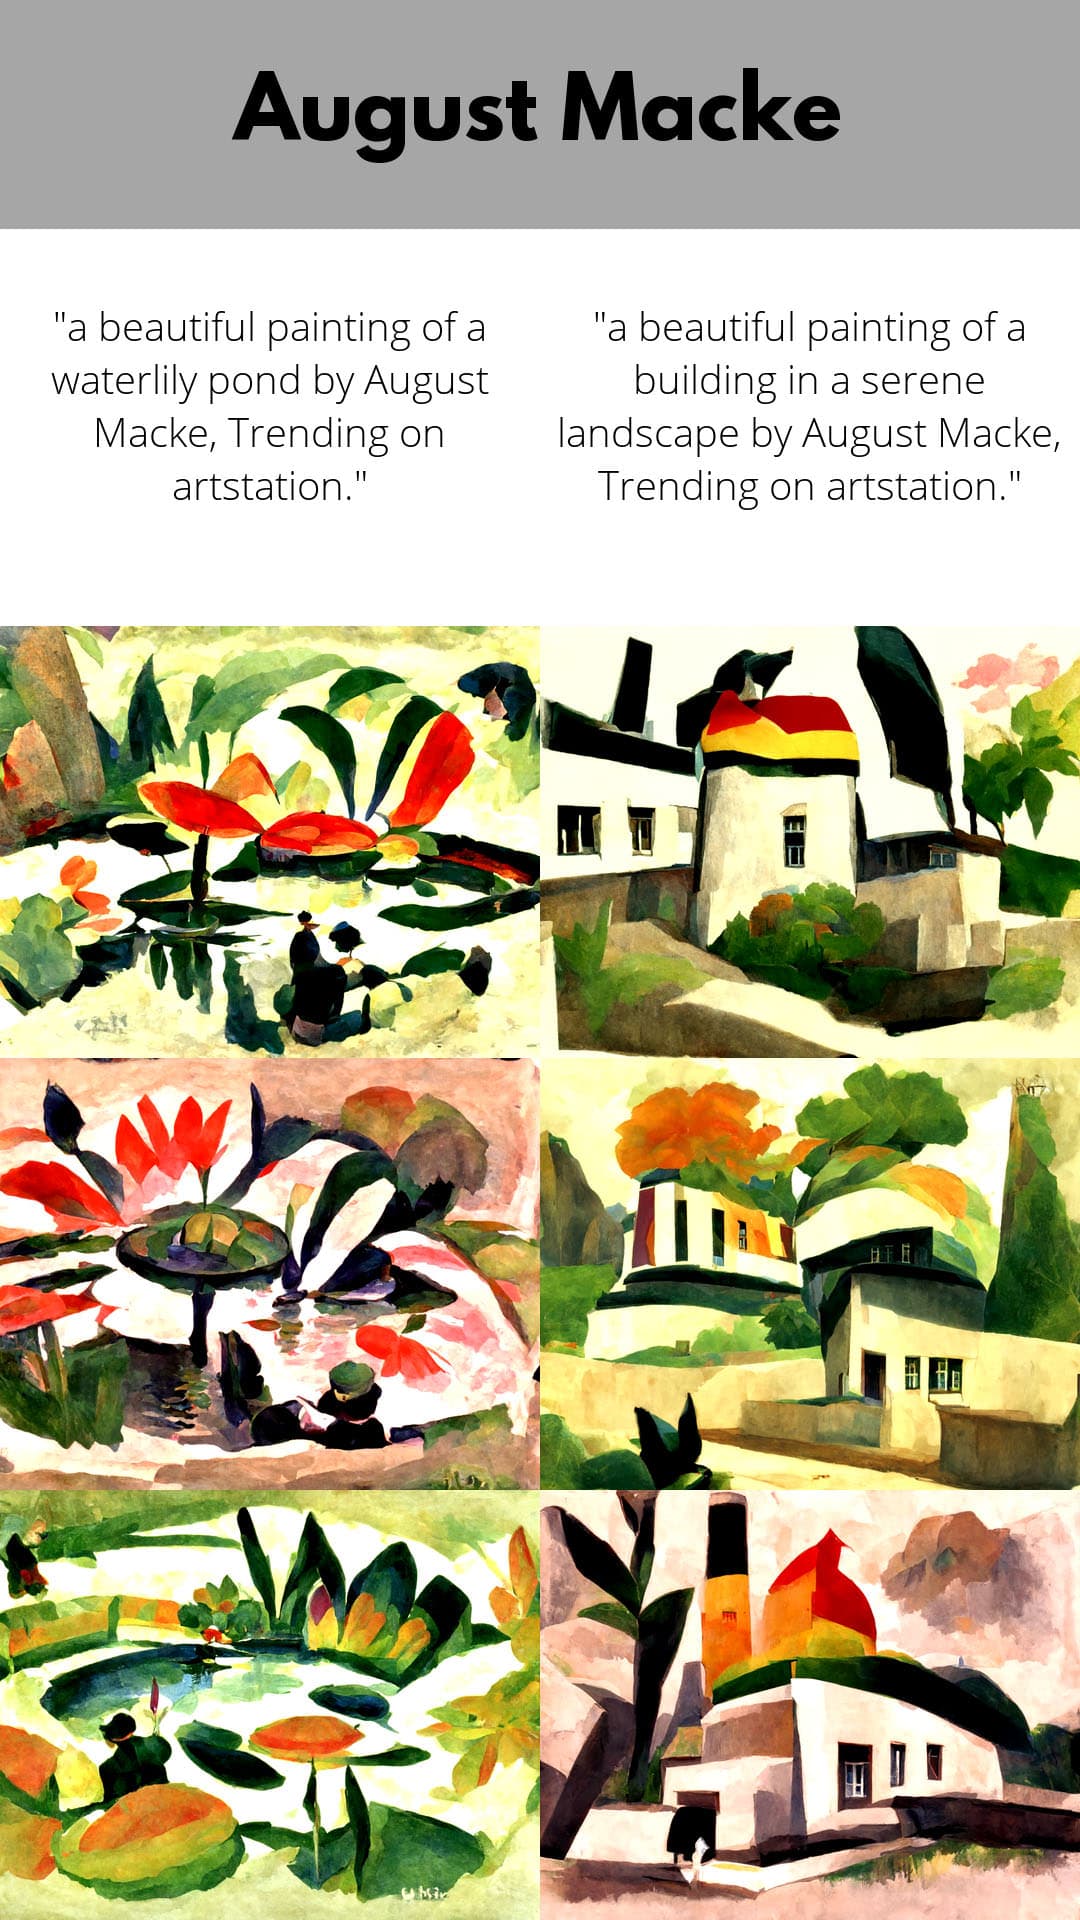 August Macke
"a beautiful painting of a
waterlily pond by August
Macke, Trending on
artstation."
"a beautiful painting of a
building in a serene
landscape by August Macke,
Trending on artstation."